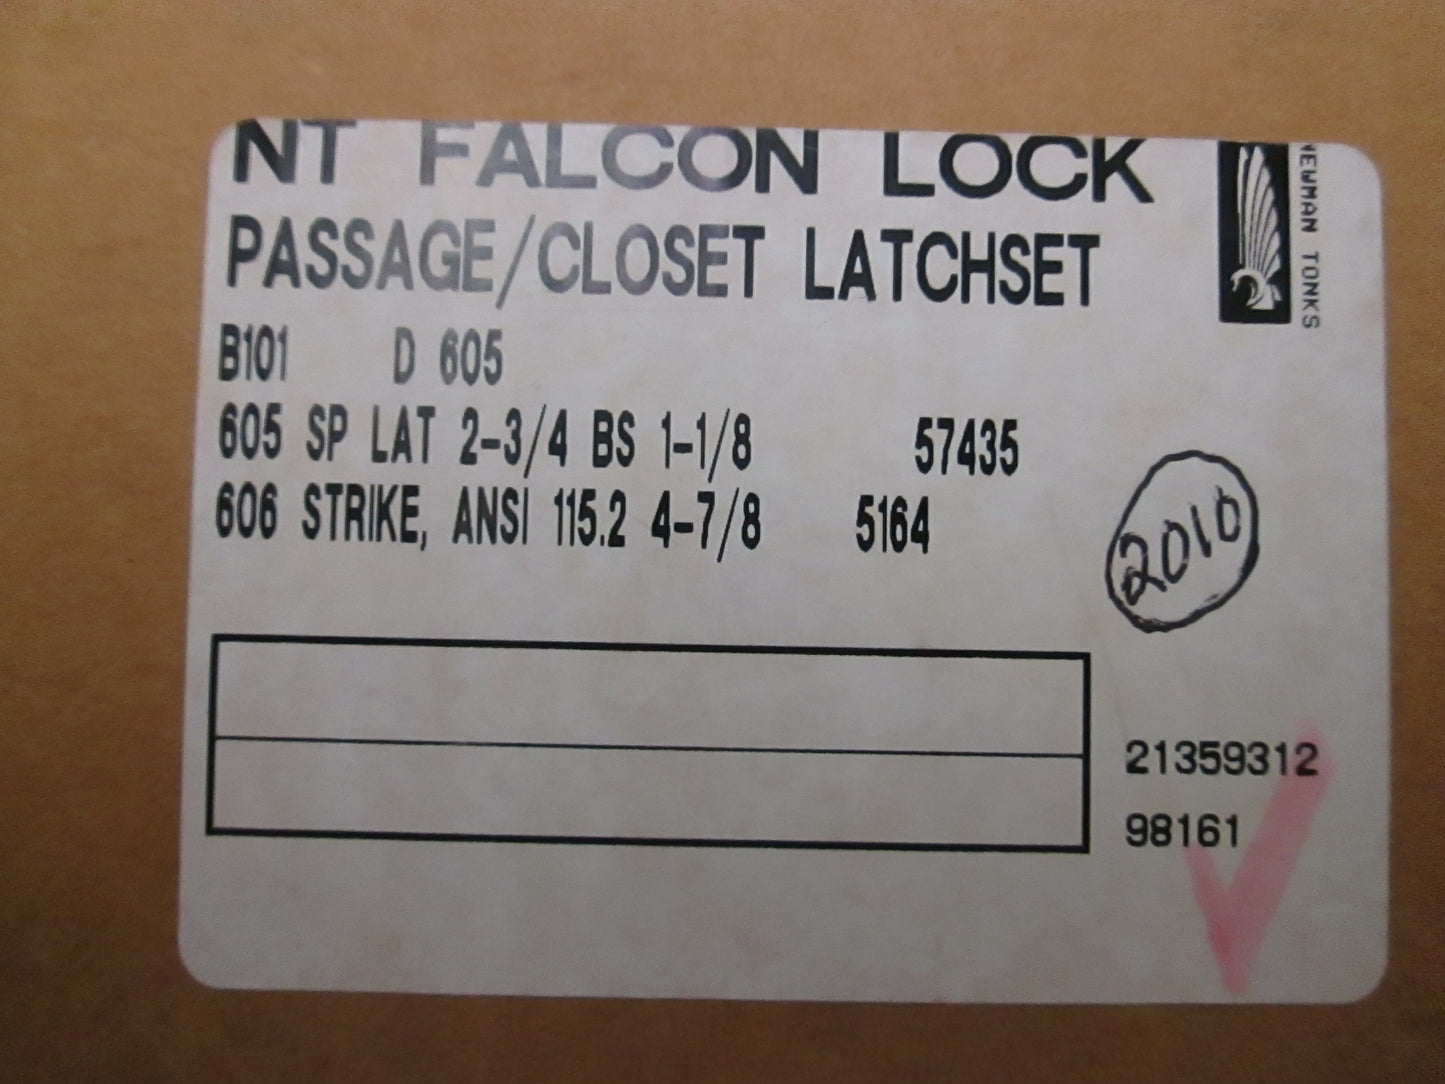 NT FALCON LOCK
NEWMAN TONKS
PASSAGE/CLOSET LATCHSET
B101 D 605
605 SP LAT 2-3/4 BS 1-1/8 57435
606 STRIKE, ANSI 115.2 4-7/8 5164
2010
21359312
98161